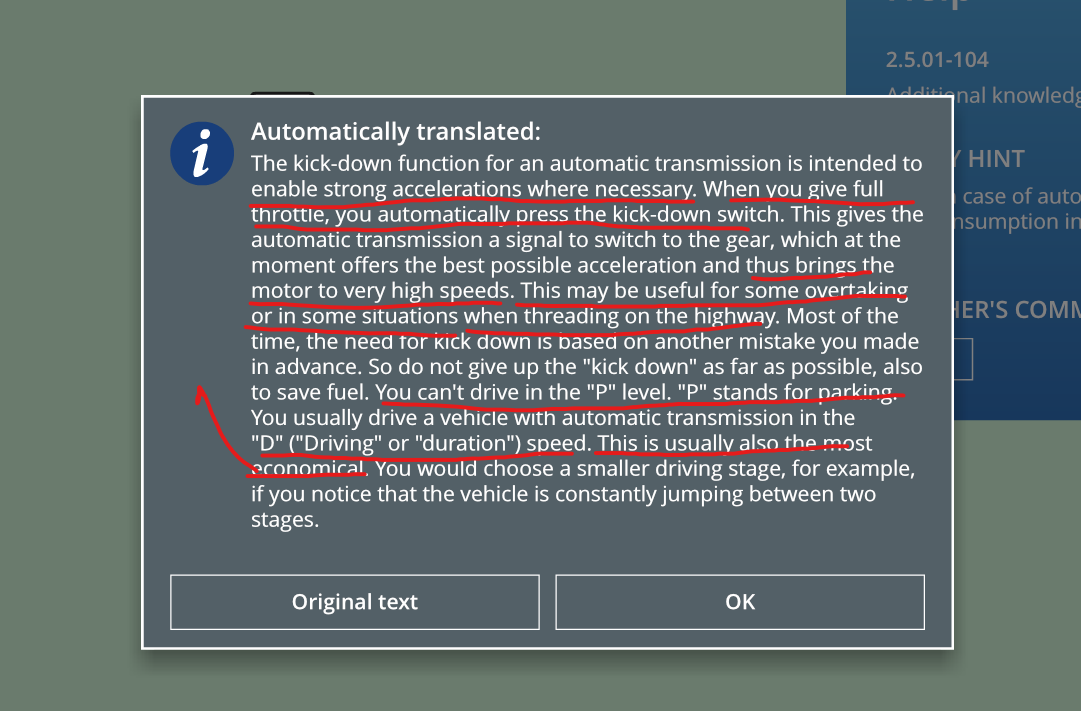 2.5.01-104
Additional
Y HINT
case of
HER'S
Automatically translated:
The kick-down function for an automatic transmission is intended to
enable strong accelerations where necessary. When you give full
throttle, you automatically press the kick-down switch. This gives the
automatic transmission a signal to switch to the gear, which at the
moment offers the best possible acceleration and thus brings the
motor to very high speeds. This may be useful for some overtaking
or in some situations when threading on the highway. Most of the
time, the need for kick down is based on another mistake you made
in advance. So do not give up the "kick down" as far as possible, also
to save fuel. You can't drive in the "P" level. "P" stands for parking.
You usually drive a vehicle with automatic transmission in the
"D" ("Driving" or "duration") speed. This is usually also the most
economical. You would choose a smaller driving stage, for example,
if you notice that the vehicle is constantly jumping between two
stages.
Original text
OK